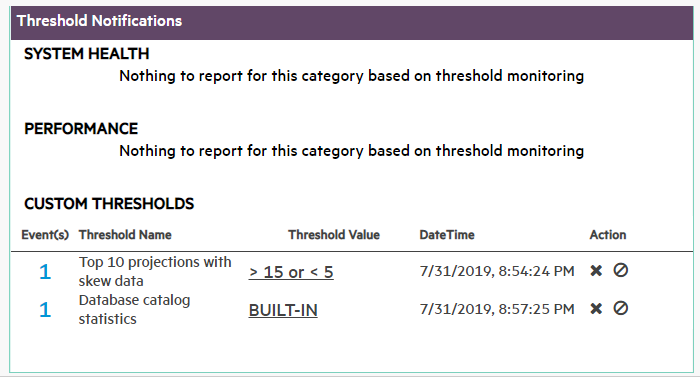 Threshold Notifications
SYSTEM HEALTH
Nothing to report for this category based on threshold monitoring
PERFORMANCE
Nothing to report for this category based on threshold monitoring
CUSTOM THRESHOLDS
Event(s) Threshold Name Threshold Value DateTime Action
1 Top 10 projections with skew data > 15 or < 5 7/31/2019, 8:54:24 PM
1 Database catalog statistics BUILT-IN 7/31/2019, 8:57:25 PM